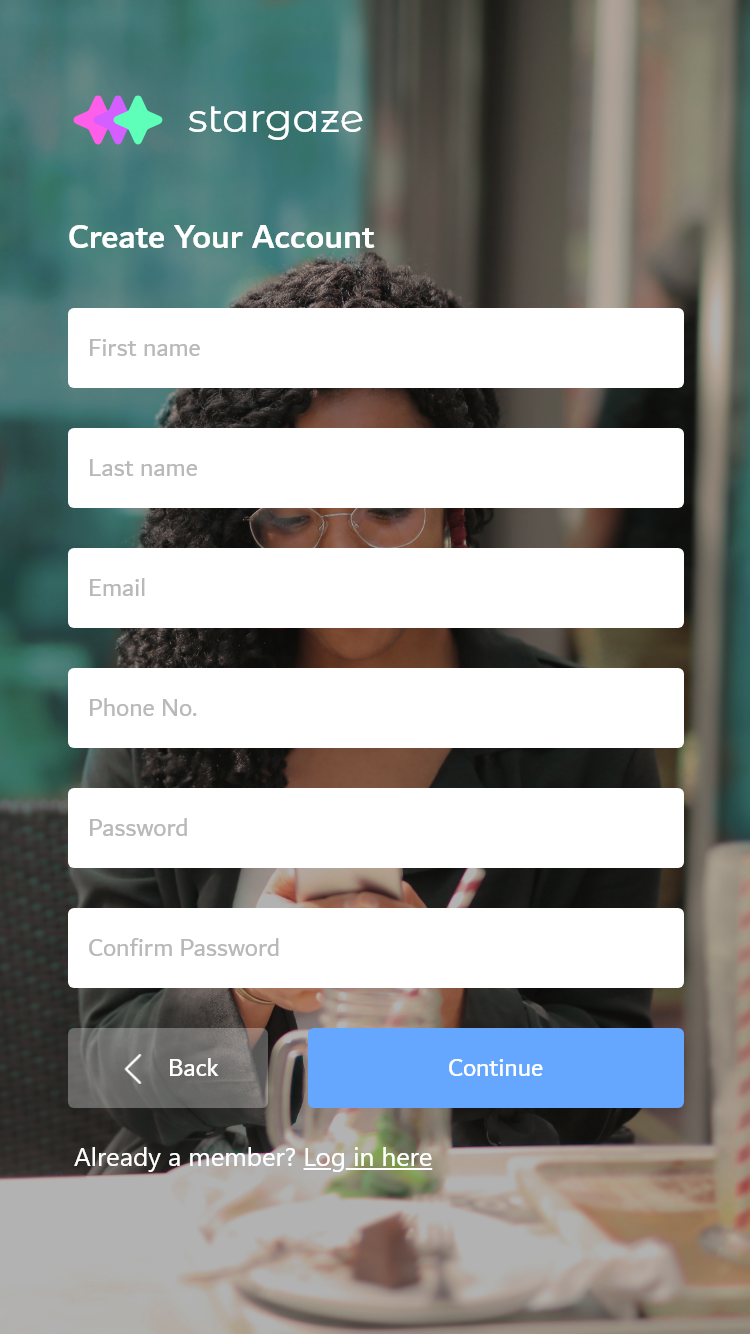 stargaze
Create Your Account
First name
Last name
Email
Phone No.
Password
Confirm Password
Back
Continue
Already a member? Log in here